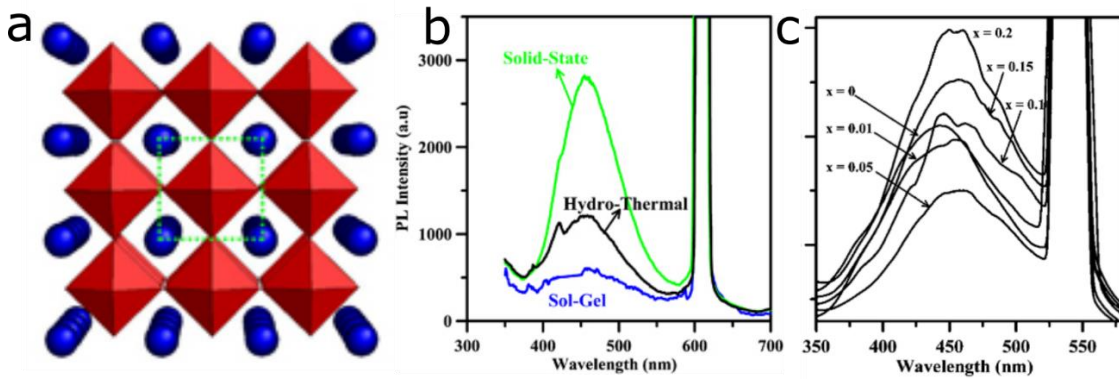 a
b
c
3000
2000
1000
0
PL Intensity (a.u)
Solid-State
Hydro-Thermal
Sol-Gel
300 400 500 600 700
Wavelength (nm)
x = 0.2
x = 0.15
x = 0.1
x = 0
x = 0.01
x = 0.05
350 400 450 500 550
Wavelength (nm)